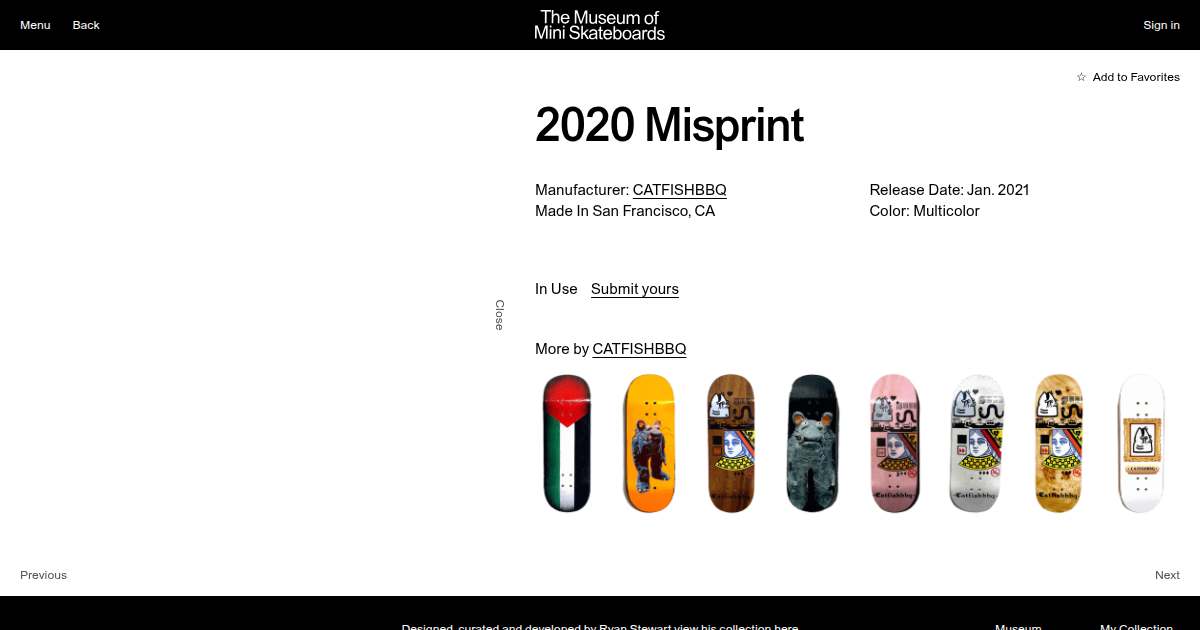 Menu Back
The Museum of
Mini Skateboards
Sign in
☆ Add to Favorites
2020 Misprint
Manufacturer: CATFISHBBQ
Made In San Francisco, CA
Release Date: Jan. 2021
Color: Multicolor
In Use Submit yours
Close
More by CATFISHBBQ
Previous
Next
Designed, curated and developed by Ryan Stewart view his collection here
Museum
My Collection